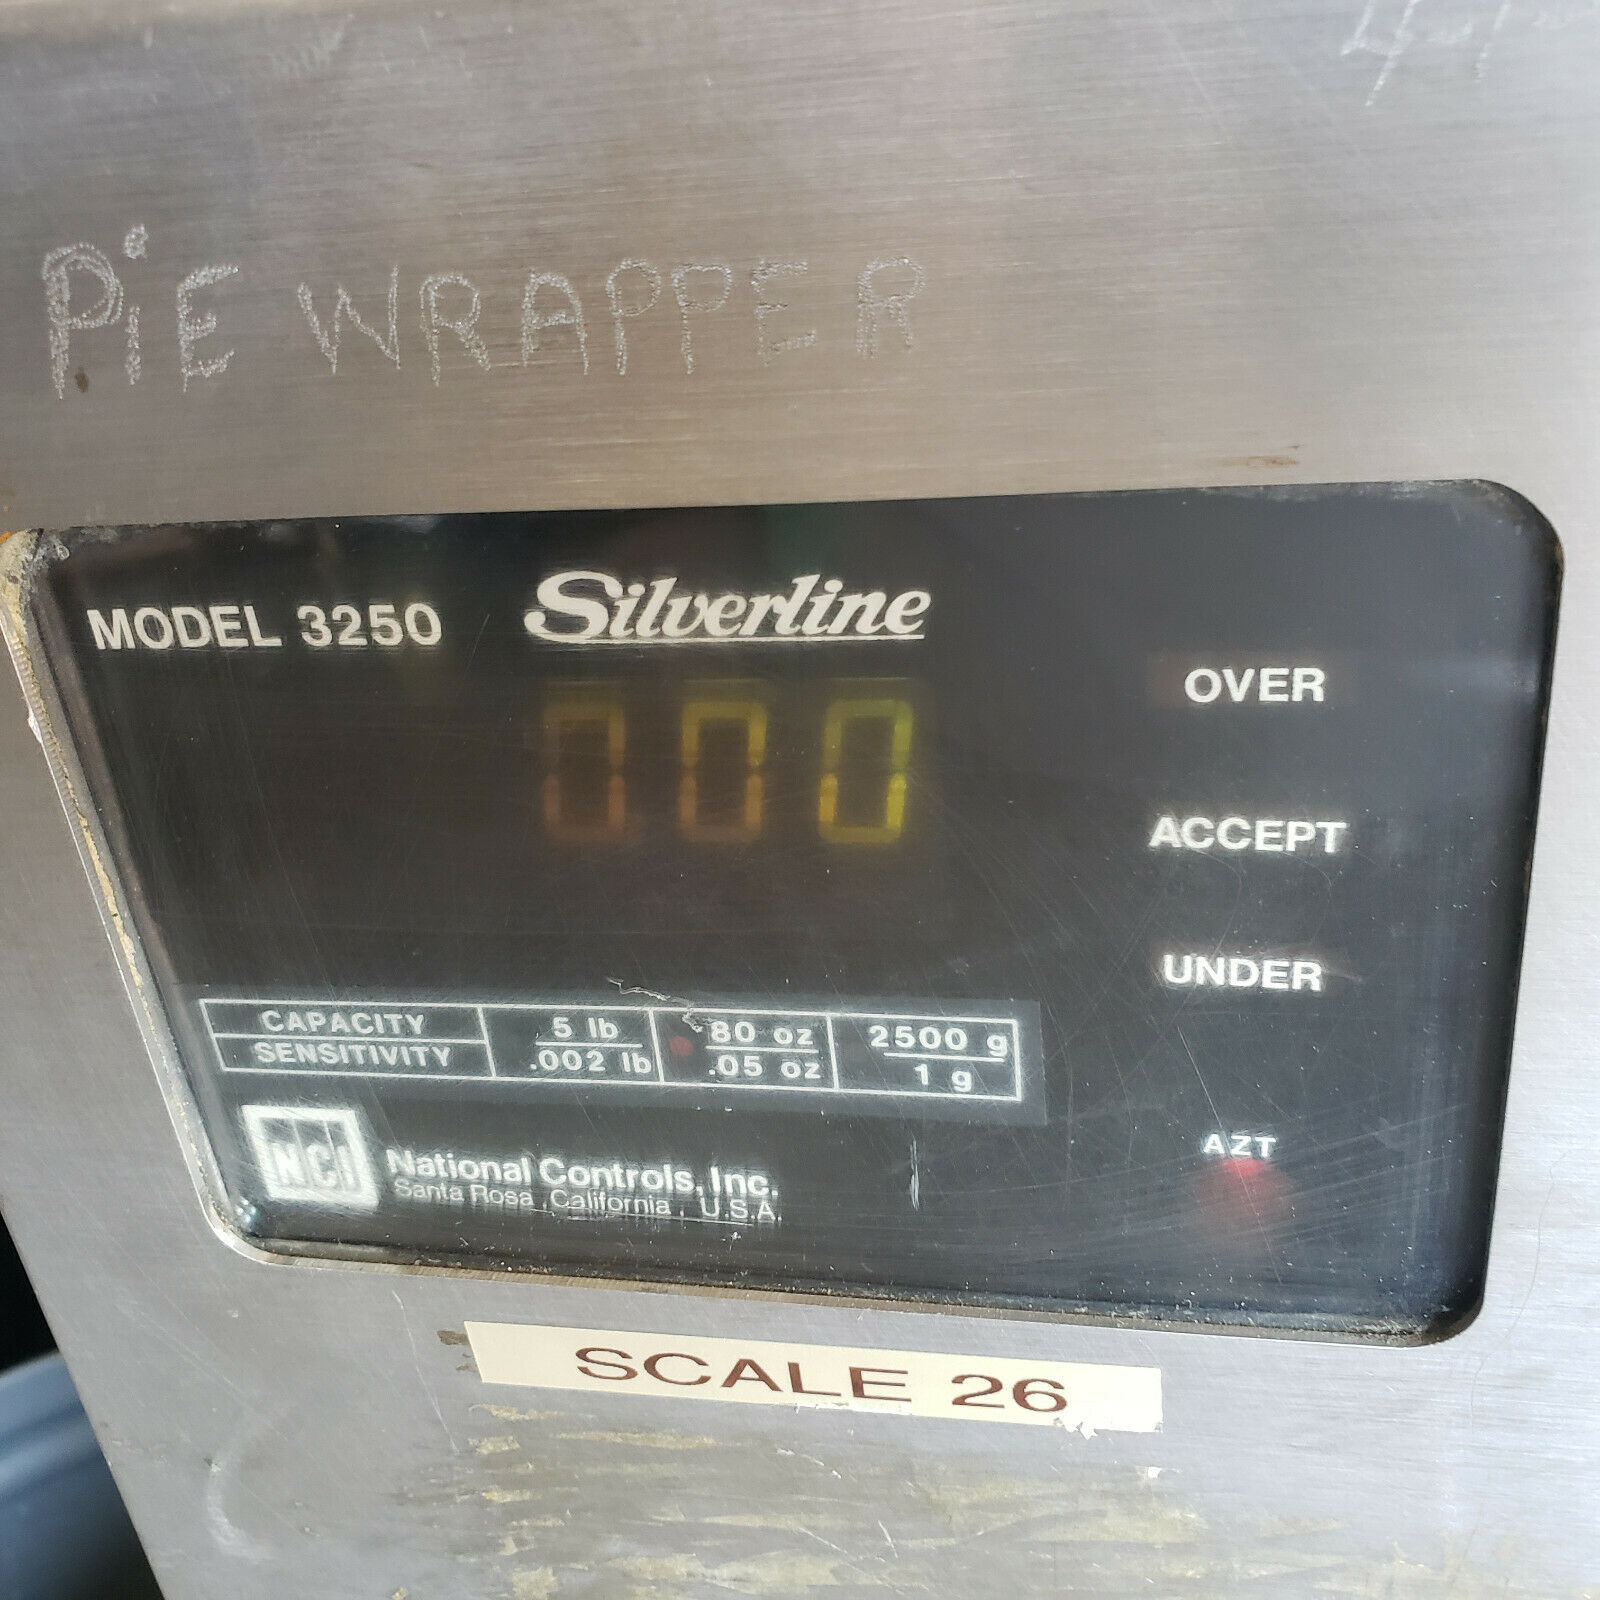 PiE WRAPPER
MODEL 3250
Silverline
000
OVER
ACCEPT
UNDER
CAPACITY 5 lb 80 oz 2500 g
SENSITIVITY .002 lb .05 oz 1 g
AZT
NCI
National Controls, Inc.
Santa Rosa, California, U.S.A.
SCALE 26